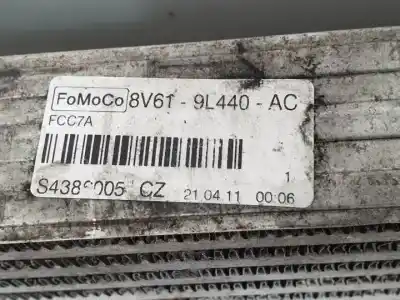 FoMoCo 8V61 - 9L440 - AC
FCC7A
1
CZ 21.04.11 00:06